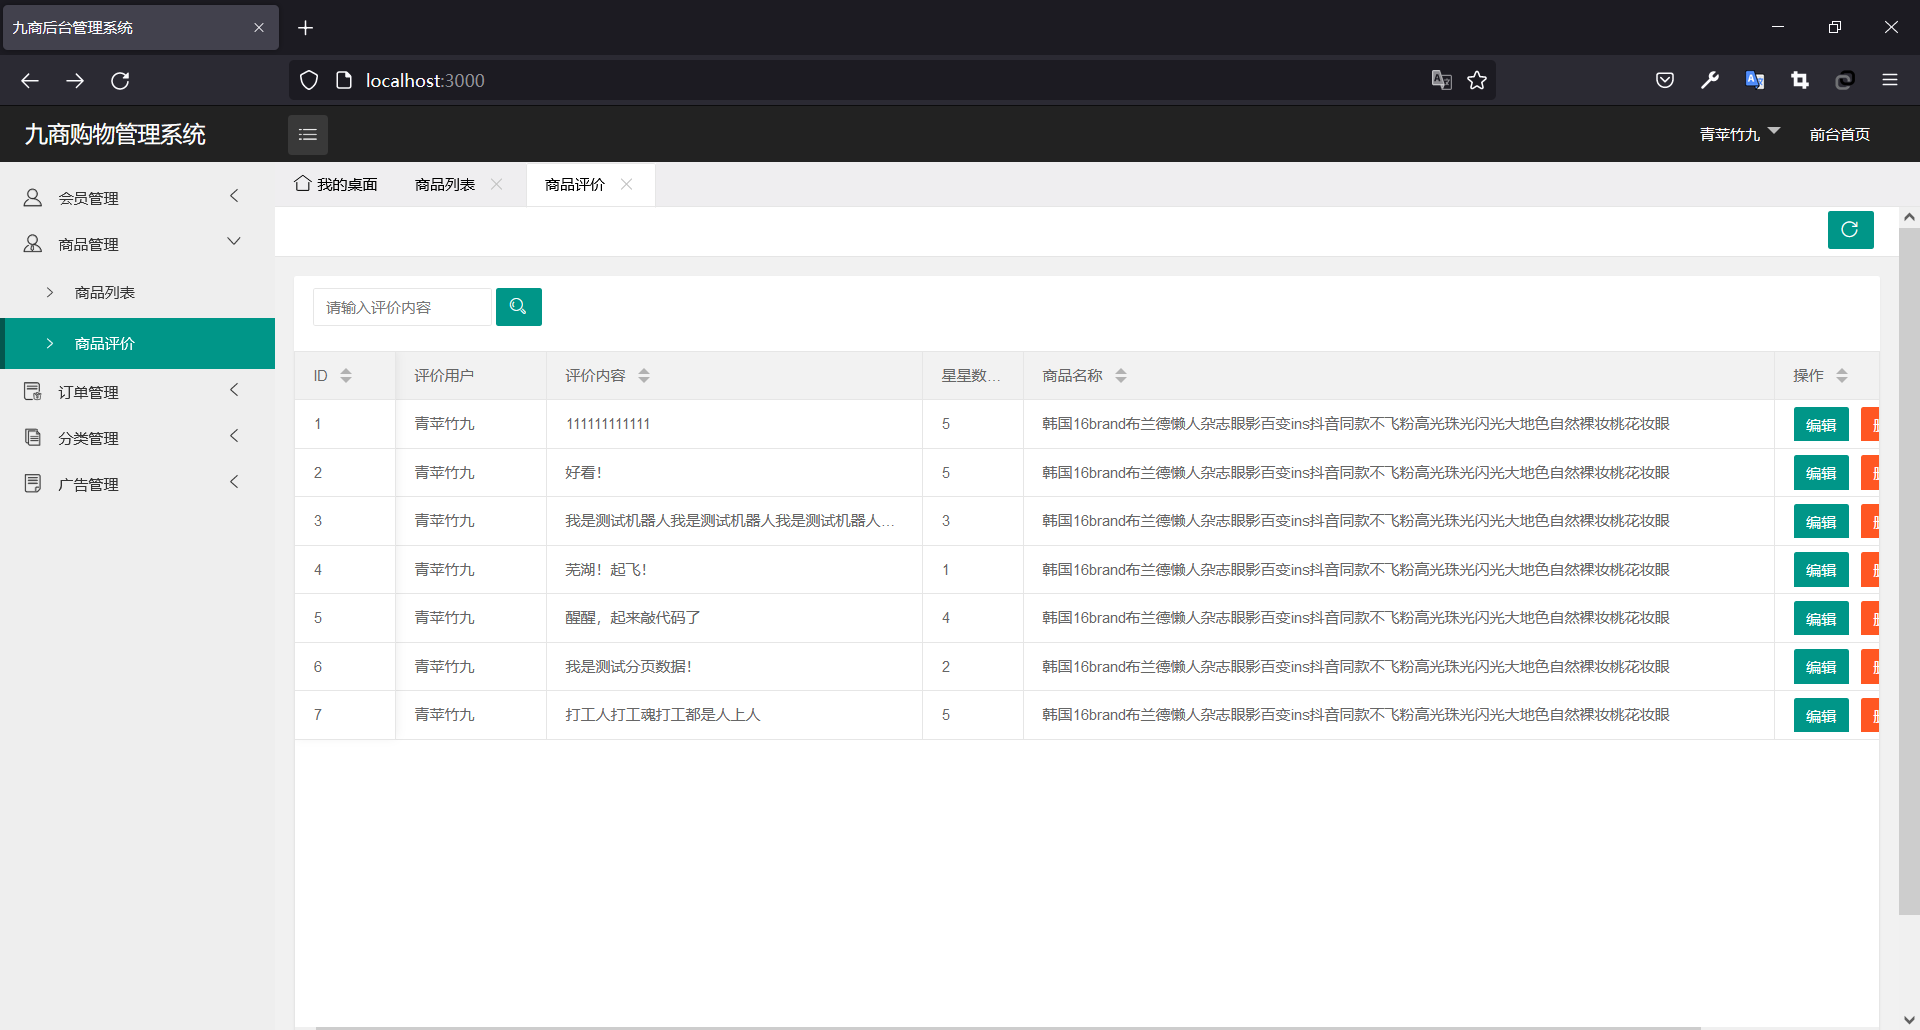 九商后台管理系统
localhost:3000
九商购物管理系统
青苹竹九
前台首页
会员管理
商品管理
商品列表
商品评价
订单管理
分类管理
广告管理
我的桌面
商品列表
商品评价
请输入评价内容
ID 评价用户 评价内容 星星数... 商品名称 操作
1 青苹竹九 111111111111 5 韩国16brand布兰德懒人杂志眼影百变ins抖音同款不飞粉高光珠光闪光大地色自然裸妆桃花妆眼 编辑
2 青苹竹九 好看！ 5 韩国16brand布兰德懒人杂志眼影百变ins抖音同款不飞粉高光珠光闪光大地色自然裸妆桃花妆眼 编辑
3 青苹竹九 我是测试机器人我是测试机器人我是测试机器人... 3 韩国16brand布兰德懒人杂志眼影百变ins抖音同款不飞粉高光珠光闪光大地色自然裸妆桃花妆眼 编辑
4 青苹竹九 芜湖！起飞！ 1 韩国16brand布兰德懒人杂志眼影百变ins抖音同款不飞粉高光珠光闪光大地色自然裸妆桃花妆眼 编辑
5 青苹竹九 醒醒，起来敲代码了 4 韩国16brand布兰德懒人杂志眼影百变ins抖音同款不飞粉高光珠光闪光大地色自然裸妆桃花妆眼 编辑
6 青苹竹九 我是测试分页数据！ 2 韩国16brand布兰德懒人杂志眼影百变ins抖音同款不飞粉高光珠光闪光大地色自然裸妆桃花妆眼 编辑
7 青苹竹九 打工人打工魂打工都是人上人 5 韩国16brand布兰德懒人杂志眼影百变ins抖音同款不飞粉高光珠光闪光大地色自然裸妆桃花妆眼 编辑